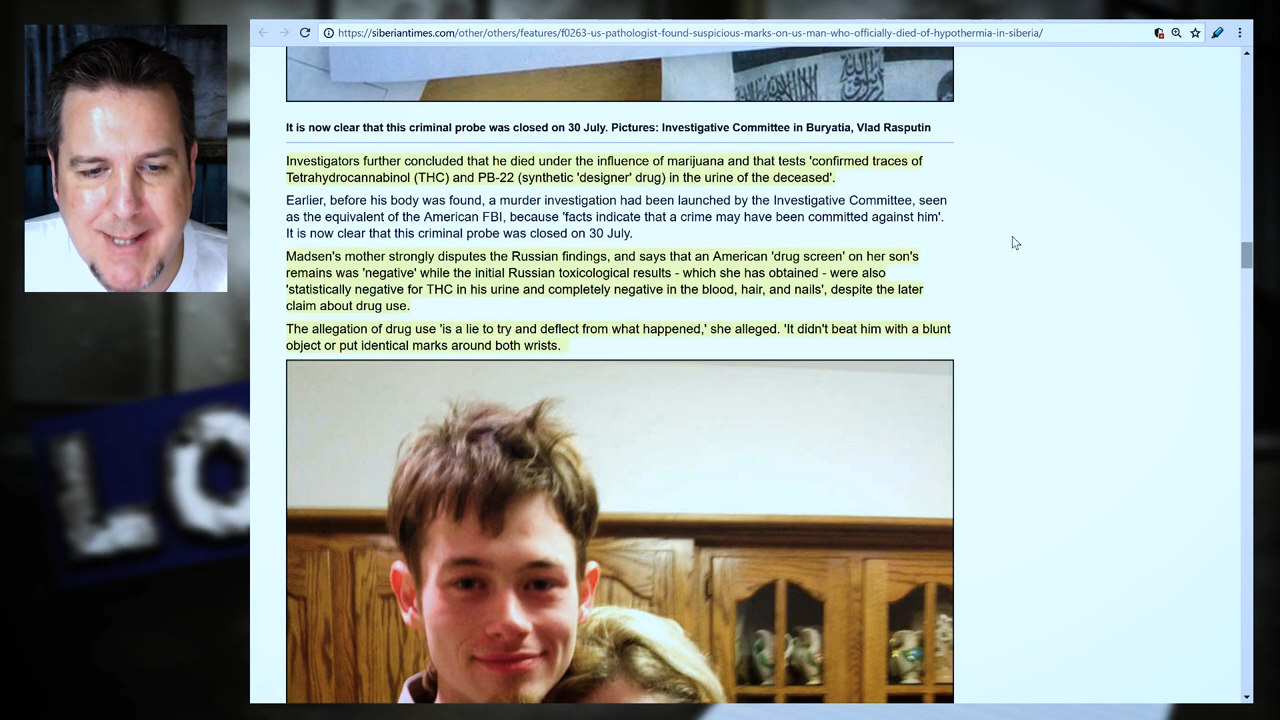 https://siberiantimes.com/other/others/features/f0263-us-pathologist-found-suspicious-marks-on-us-man-who-officially-died-of-hypothermia-in-siberia/
It is now clear that this criminal probe was closed on 30 July. Pictures: Investigative Committee in Buryatia, Vlad Rasputin
Investigators further concluded that he died under the influence of marijuana and that tests 'confirmed traces of
Tetrahydrocannabinol (THC) and PB-22 (synthetic 'designer' drug) in the urine of the deceased'.
Earlier, before his body was found, a murder investigation had been launched by the Investigative Committee, seen
as the equivalent of the American FBI, because 'facts indicate that a crime may have been committed against him'.
It is now clear that this criminal probe was closed on 30 July.
Madsen's mother strongly disputes the Russian findings, and says that an American 'drug screen' on her son's
remains was 'negative' while the initial Russian toxicological results - which she has obtained - were also
'statistically negative for THC in his urine and completely negative in the blood, hair, and nails', despite the later
claim about drug use.
The allegation of drug use 'is a lie to try and deflect from what happened,' she alleged. 'It didn't beat him with a blunt
object or put identical marks around both wrists.
LO